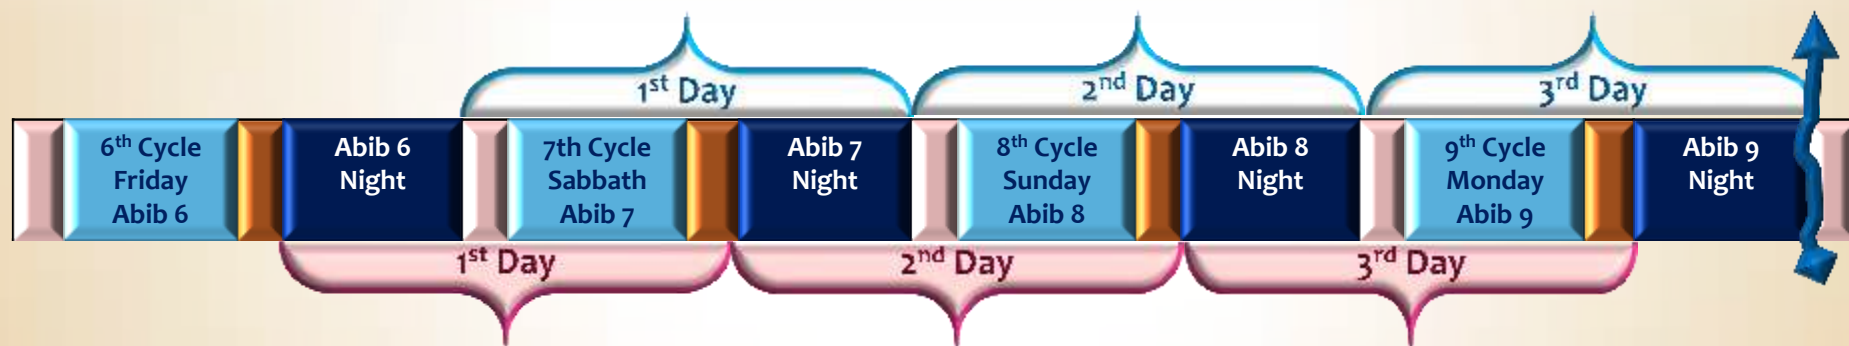 1st Day
2nd Day
3rd Day
6th Cycle
Friday
Abib 6
Abib 6
Night
7th Cycle
Sabbath
Abib 7
Abib 7
Night
8th Cycle
Sunday
Abib 8
Abib 8
Night
9th Cycle
Monday
Abib 9
Abib 9
Night
1st Day
2nd Day
3rd Day